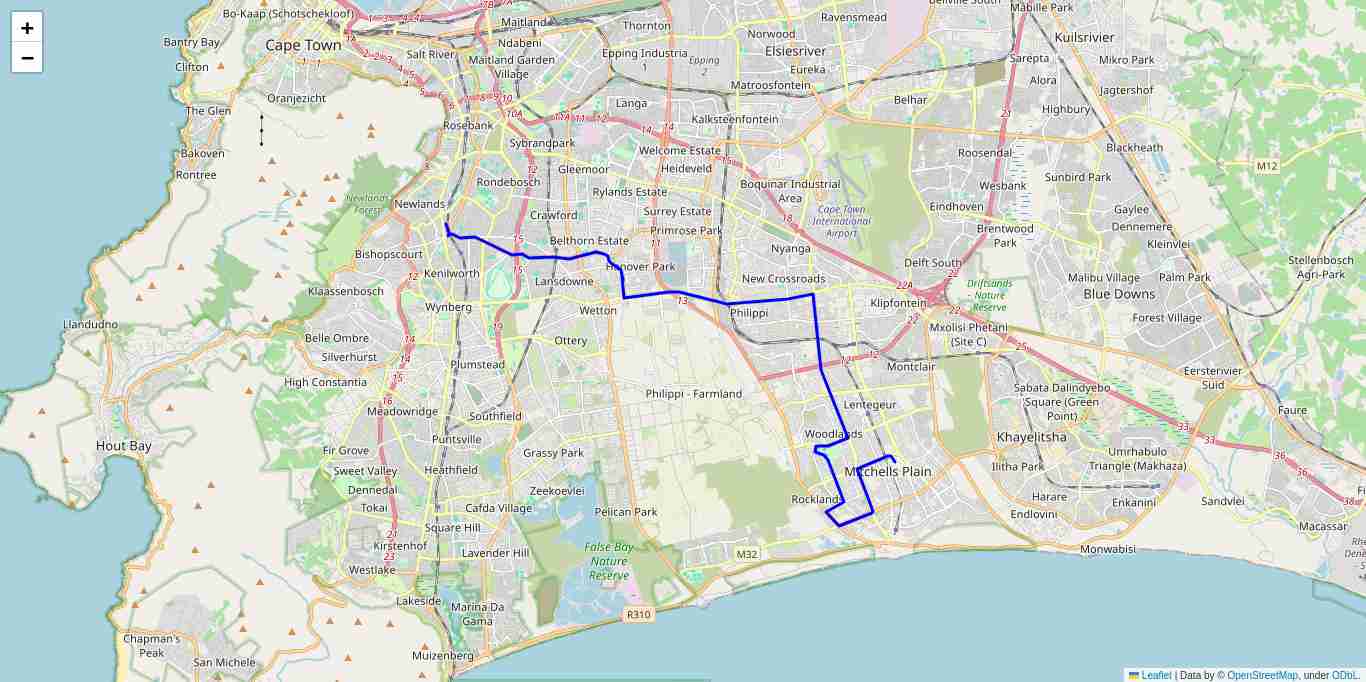 +
−
Bo-Kaap (Schotschekloof)
Bantry Bay
Cape Town
Clifton
The Glen
Oranjezicht
Bakoven
Rontree
Salt River
Maitland
Ndabeni
Maitland Garden
Village
Thornton
Epping Industria
1
Epping
2
Norwood
Elsiesriver
Eureka
Matroosfontein
Ravensmead
Bellville South
Mabille Park
Kuilsrivier
Sarepta
Mikro Park
Alora
Jagtershof
Highbury
Belhar
Langa
Kalksteenfontein
Rosebank
Sybrandpark
Welcome Estate
Heideveld
Gleemoor
Rondebosch
Rylands Estate
Boquinar Industrial
Area
Roosendal
Blackheath
M12
Sunbird Park
Wesbank
Newlands
Forest
Newlands
Crawford
Surrey Estate
Primrose Park
Cape Town
International
Airport
Eindhoven
Gaylee
Dormehl
Brentwood
Park
Kleinvlei
Bishopscourt
Belthorn Estate
Hanover Park
Nyanga
Delft South
Malibu Village
Palm Park
Stellenbosch
Agri-Park
Kenilworth
Lansdowne
New Crossroads
Driftsands
- Nature
Reserve
Blue Downs
Klaassenbosch
Wynberg
Wetton
Philippi
Klipfontein
Forest Village
Llandudno
Belle Ombre
Ottery
Mxolisi Phetani
(Site C)
Silverhurst
Plumstead
Montclair
Eerstervier
Suid
High Constantia
Philippi - Farmland
Sabata Dalindyebo
Square (Green
Point)
Meadowridge
Southfield
Lentegeur
Faure
Hout Bay
Puntsville
Woodlands
Khayelitsha
Fir Grove
Grassy Park
Umrhabulo
Triangle (Makhaza)
Sweet Valley
Heathfield
Mitchells Plain
Ilitha Park
Dennedal
Zeekoevlei
Rocklands
Harare
Enkanini
Sandvlei
Tokai
Cafda Village
Pelican Park
Endlovini
Macassar
Square Hill
Kirstenhof
Lavender Hill
False Bay
Nature
Reserve
M32
Monwabisi
Westlake
Lakeside
Marina Da
Gama
R310
Chapman's
Peak
San Michele
Muizenberg
Leaflet | Data by © OpenStreetMap, under ODbL.